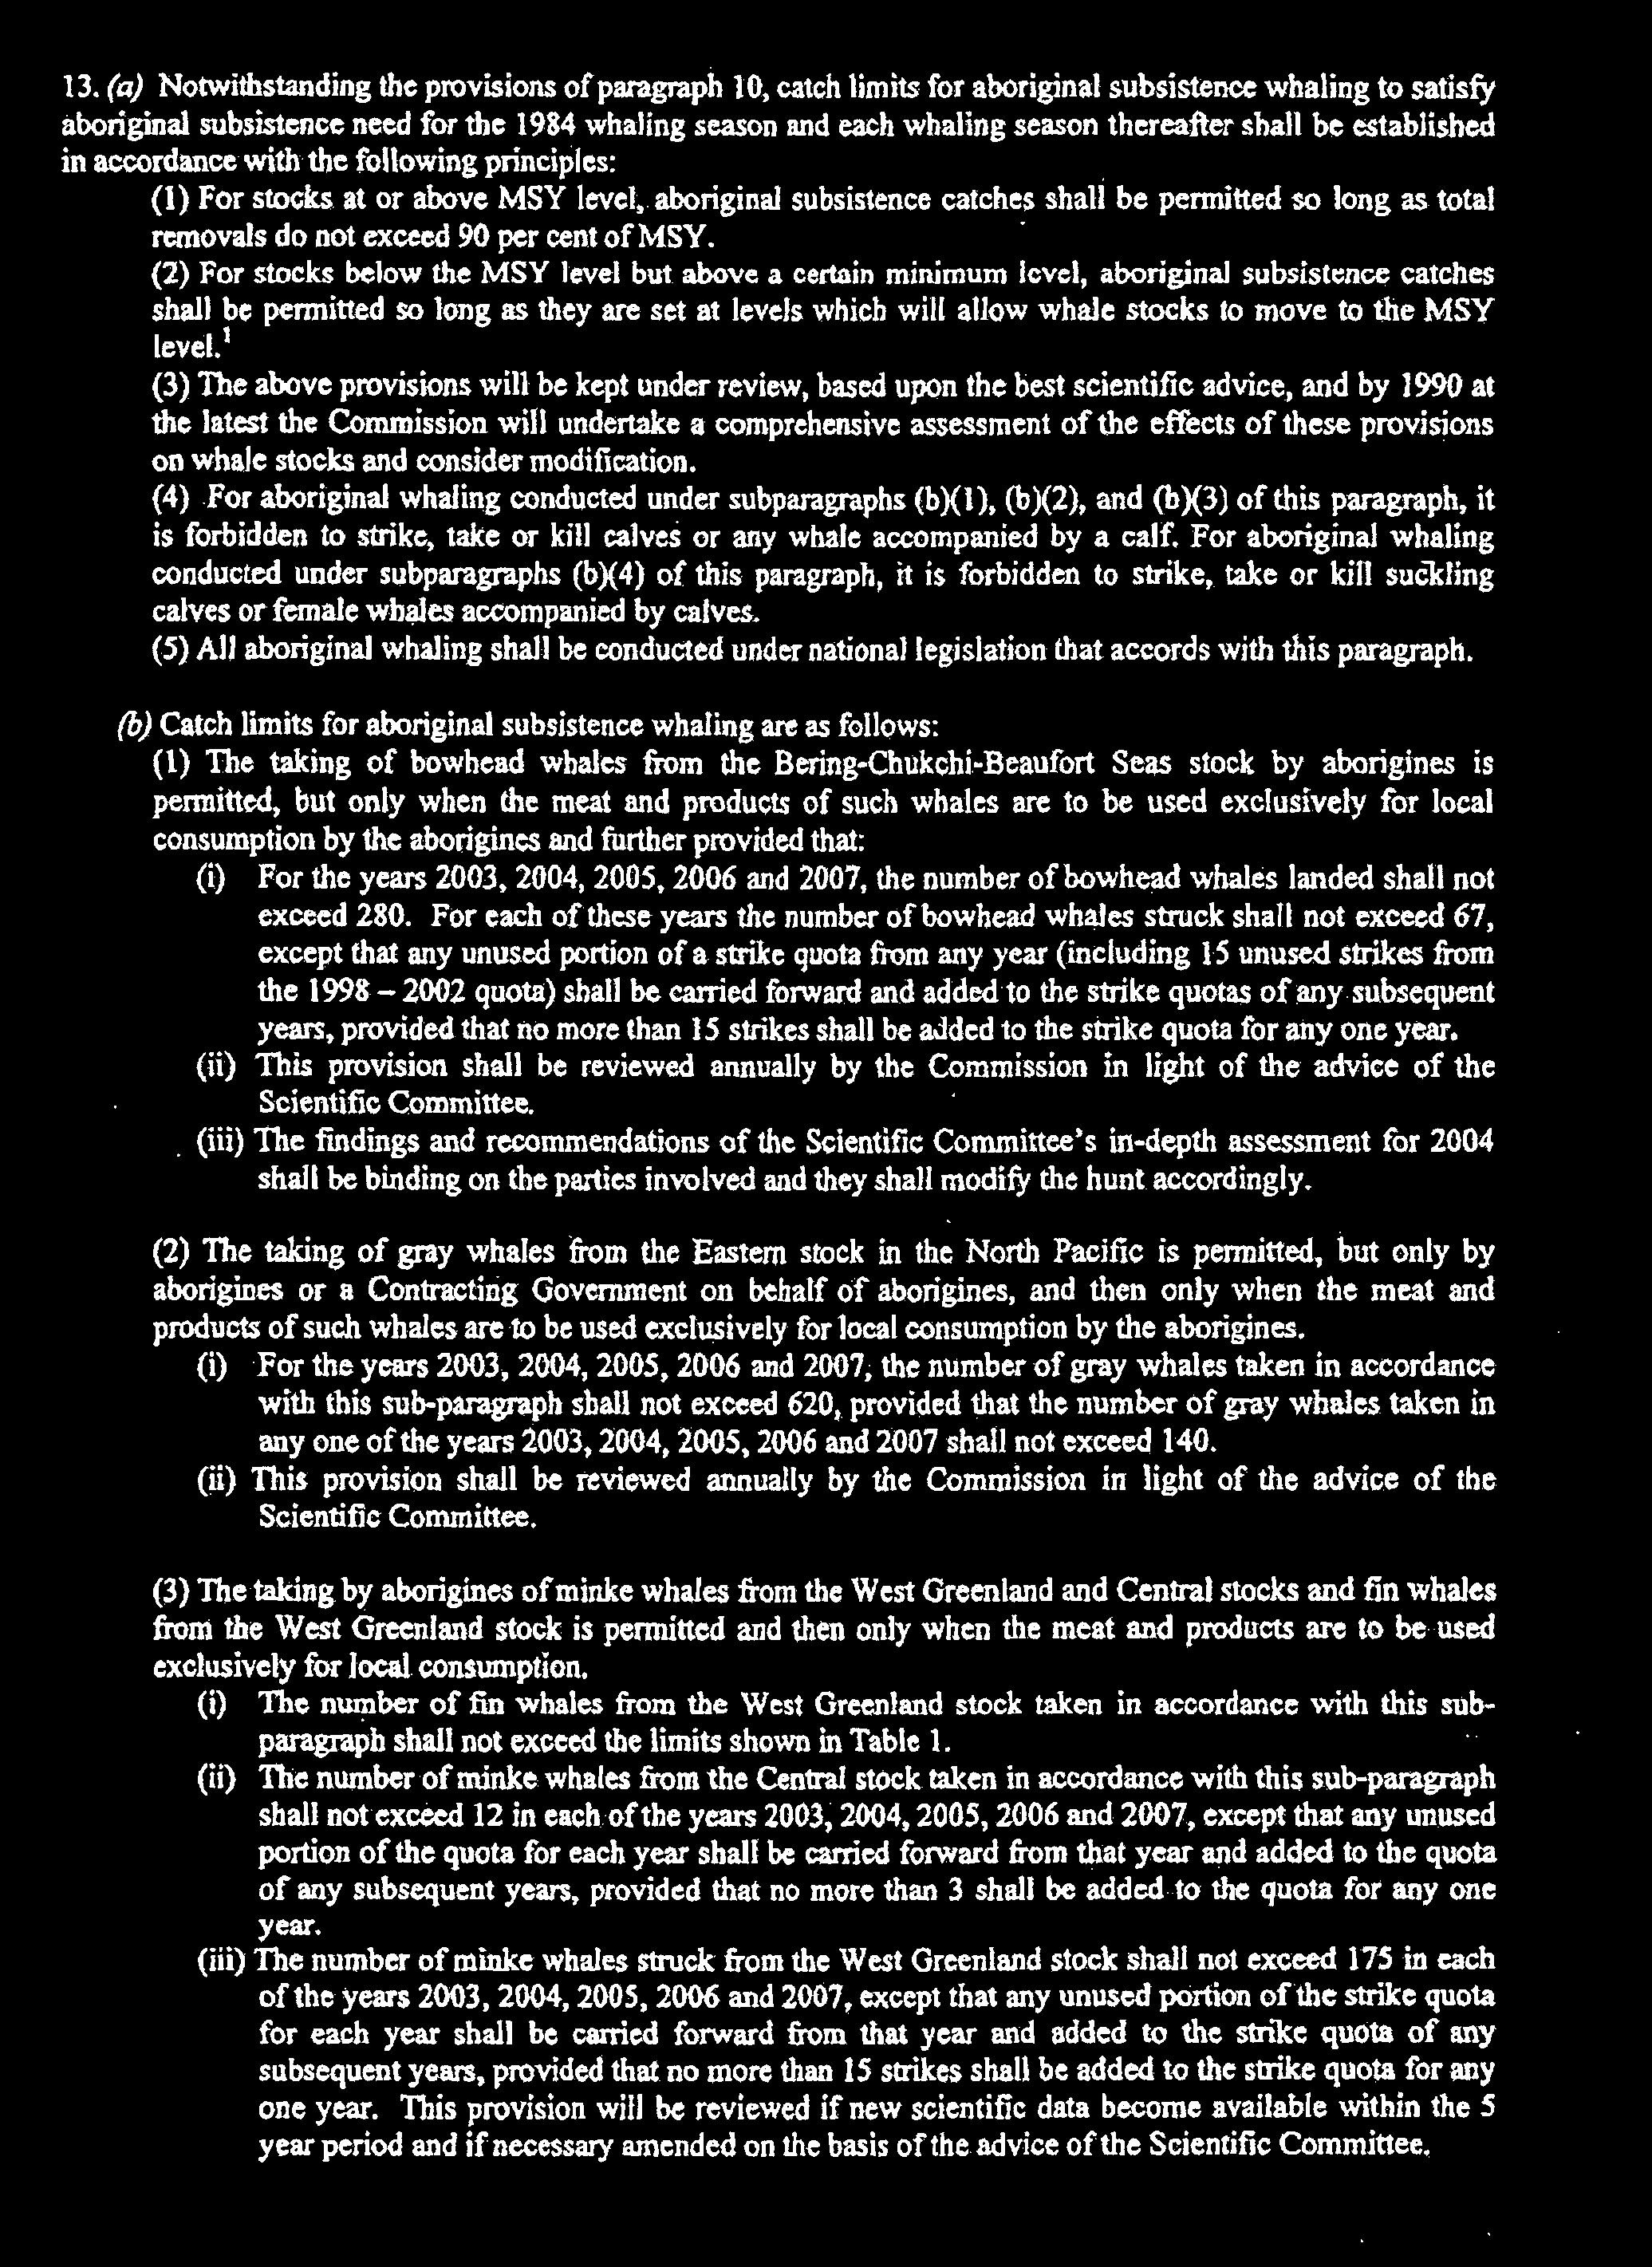 13. (a) Notwithstanding the provisions of paragraph 10, catch limits for aboriginal subsistence whaling to satisfy
aboriginal subsistence need for the 1984 whaling season and each whaling season thereafter shall be established
in accordance with the following principles:
(1) For stocks at or above MSY level, aboriginal subsistence catches shall be permitted so long as total
removals do not exceed 90 per cent of MSY.
(2) For stocks below the MSY level but above a certain minimum level, aboriginal subsistence catches
shall be permitted so long as they are set at levels which will allow whale stocks to move to the MSY
level.¹
(3) The above provisions will be kept under review, based upon the best scientific advice, and by 1990 at
the latest the Commission will undertake a comprehensive assessment of the effects of these provisions
on whale stocks and consider modification.
(4) For aboriginal whaling conducted under subparagraphs (b)(1), (b)(2), and (b)(3) of this paragraph, it
is forbidden to strike, take or kill calves or any whale accompanied by a calf. For aboriginal whaling
conducted under subparagraphs (b)(4) of this paragraph, it is forbidden to strike, take or kill suckling
calves or female whales accompanied by calves.
(5) All aboriginal whaling shall be conducted under national legislation that accords with this paragraph.
(b) Catch limits for aboriginal subsistence whaling are as follows:
(1) The taking of bowhead whales from the Bering-Chukchi-Beaufort Seas stock by aborigines is
permitted, but only when the meat and products of such whales are to be used exclusively for local
consumption by the aborigines and further provided that:
(i) For the years 2003, 2004, 2005, 2006 and 2007, the number of bowhead whales landed shall not
exceed 280. For each of these years the number of bowhead whales struck shall not exceed 67,
except that any unused portion of a strike quota from any year (including 15 unused strikes from
the 1998 – 2002 quota) shall be carried forward and added to the strike quotas of any subsequent
years, provided that no more than 15 strikes shall be added to the strike quota for any one year.
(ii) This provision shall be reviewed annually by the Commission in light of the advice of the
Scientific Committee.
(iii) The findings and recommendations of the Scientific Committee's in-depth assessment for 2004
shall be binding on the parties involved and they shall modify the hunt accordingly.
(2) The taking of gray whales from the Eastern stock in the North Pacific is permitted, but only by
aborigines or a Contracting Government on behalf of aborigines, and then only when the meat and
products of such whales are to be used exclusively for local consumption by the aborigines.
(i) For the years 2003, 2004, 2005, 2006 and 2007, the number of gray whales taken in accordance
with this sub-paragraph shall not exceed 620, provided that the number of gray whales taken in
any one of the years 2003, 2004, 2005, 2006 and 2007 shall not exceed 140.
(ii) This provision shall be reviewed annually by the Commission in light of the advice of the
Scientific Committee.
(3) The taking by aborigines of minke whales from the West Greenland and Central stocks and fin whales
from the West Greenland stock is permitted and then only when the meat and products are to be used
exclusively for local consumption.
(i) The number of fin whales from the West Greenland stock taken in accordance with this sub-
paragraph shall not exceed the limits shown in Table 1.
(ii) The number of minke whales from the Central stock taken in accordance with this sub-paragraph
shall not exceed 12 in each of the years 2003, 2004, 2005, 2006 and 2007, except that any unused
portion of the quota for each year shall be carried forward from that year and added to the quota
of any subsequent years, provided that no more than 3 shall be added to the quota for any one
year.
(iii) The number of minke whales struck from the West Greenland stock shall not exceed 175 in each
of the years 2003, 2004, 2005, 2006 and 2007, except that any unused portion of the strike quota
for each year shall be carried forward from that year and added to the strike quota of any
subsequent years, provided that no more than 15 strikes shall be added to the strike quota for any
one year. This provision will be reviewed if new scientific data become available within the 5
year period and if necessary amended on the basis of the advice of the Scientific Committee.